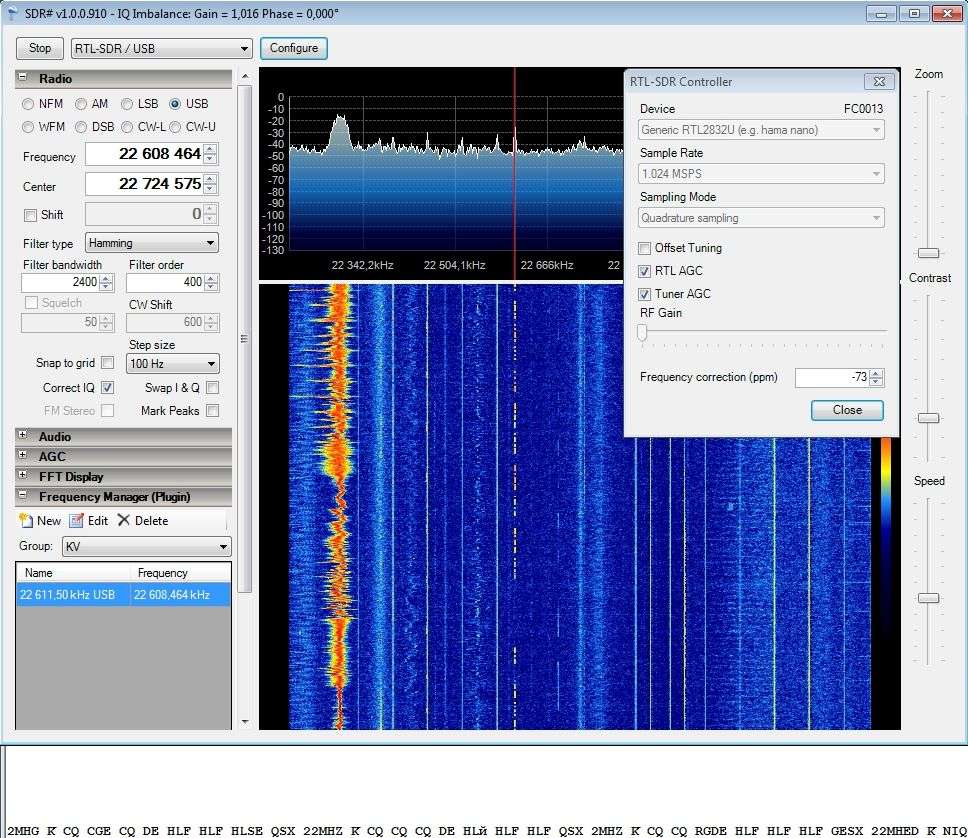 SDR# v1.0.0.910 - IQ Imbalance: Gain = 1,016 Phase = 0,000°
Stop
RTL-SDR / USB
Configure
Radio
NFM AM LSB USB
WFM DSB CW-L CW-U
Frequency 22 608 464
Center 22 724 575
Shift 0
Filter type Hamming
Filter bandwidth Filter order
2400 400
Squelch CW Shift
50 600
Step size
Snap to grid 100 Hz
Correct IQ Swap I & Q
FM Stereo Mark Peaks
Audio
AGC
FFT Display
Frequency Manager (Plugin)
New Edit Delete
Group: KV
Name Frequency
22 611,50 kHz USB 22 608,464 kHz
0
-10
-20
-30
-40
-50
-60
-70
-80
-90
-100
-110
-120
-130
22 342,2kHz 22 504,1kHz 22 666kHz 22
RTL-SDR Controller
Device FC0013
Generic RTL2832U (e.g. hama nano)
Sample Rate
1.024 MSPS
Sampling Mode
Quadrature sampling
Offset Tuning
RTL AGC
Tuner AGC
RF Gain
Frequency correction (ppm) -73
Close
Zoom
Contrast
Speed
2MHG K CQ CGE CQ DE HLF HLF HLSE QSX 22MHZ K CQ CQ CQ DE HLЙ HLF HLF QSX 2MHZ K CQ CQ RGDE HLF HLF HLF GESX 22MHED K NIQ